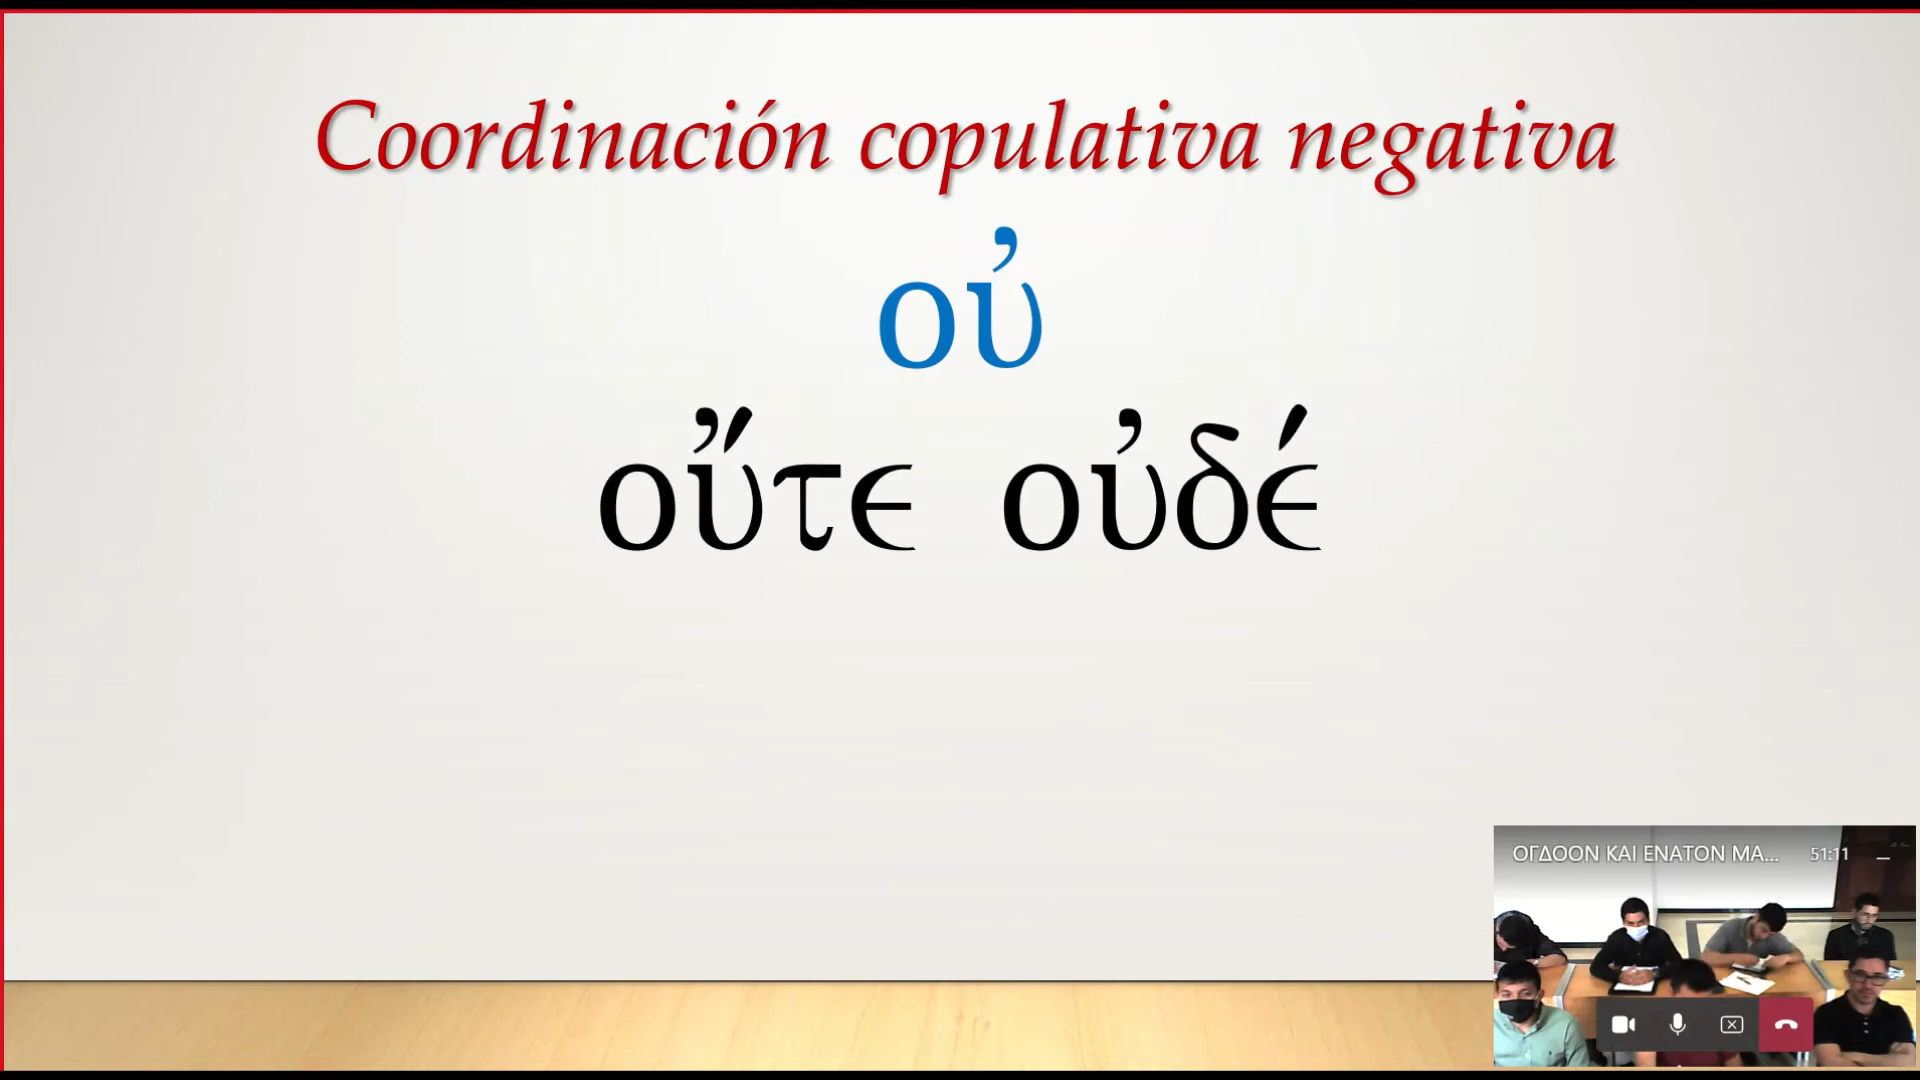 Coordinación copulativa negativa
οὐ
οὔτε οὐδέ
ΟΓΔΟΟΝ ΚΑΙ ΕΝΑΤΟΝ ΜΑ... 51:11